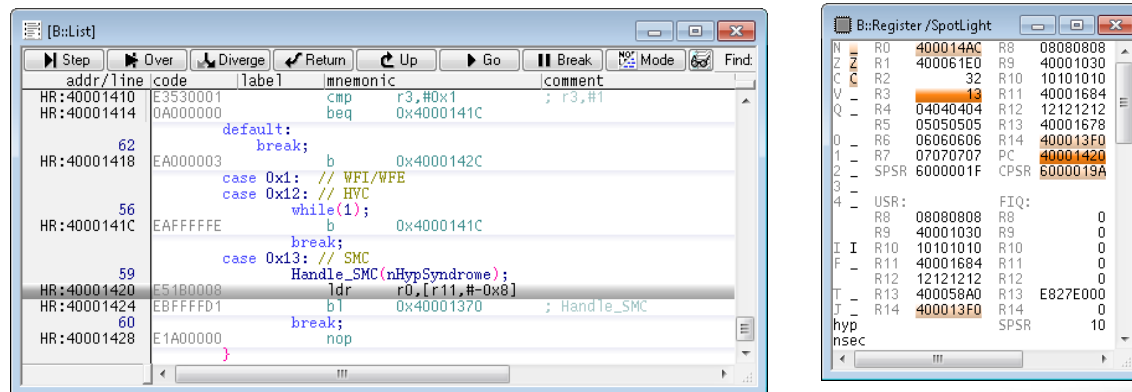 [B::List]
Step Over Diverge Return Up Go Break Mode Find:
addr/line code label mnemonic comment
HR:40001410 E3530001 cmp r3,#0x1 ; r3,#1
HR:40001414 0A000000 beq 0x4000141C
default:
62 break;
HR:40001418 EA000003 b 0x4000142C
case 0x1: // WFI/WFE
case 0x12: // HVC
56 while(1);
HR:4000141C EAFFFFFE b 0x4000141C
break;
case 0x13: // SMC
59 Handle_SMC(nHypSyndrome);
HR:40001420 E51B0008 ldr r0,[r11,#-0x8]
HR:40001424 EBFFFFD1 bl 0x40001370 ; Handle_SMC
60 break;
HR:40001428 E1A00000 nop
}
B::Register /SpotLight
N _ R0 400014AC R8 08080808
Z Z R1 400061E0 R9 40001030
C C R2 32 R10 10101010
V _ R3 13 R11 40001684
Q _ R4 04040404 R12 12121212
R5 05050505 R13 40001678
0 _ R6 06060606 R14 400013F0
1 _ R7 07070707 PC 40001420
2 _ SPSR 6000001F CPSR 6000019A
3 _
4 _ USR: FIQ:
R8 08080808 R8 0
R9 40001030 R9 0
I I R10 10101010 R10 0
F _ R11 40001684 R11 0
R12 12121212 R12 0
T _ R13 400058A0 R13 E827E000
J _ R14 400013F0 R14 0
hyp SPSR 10
nsec